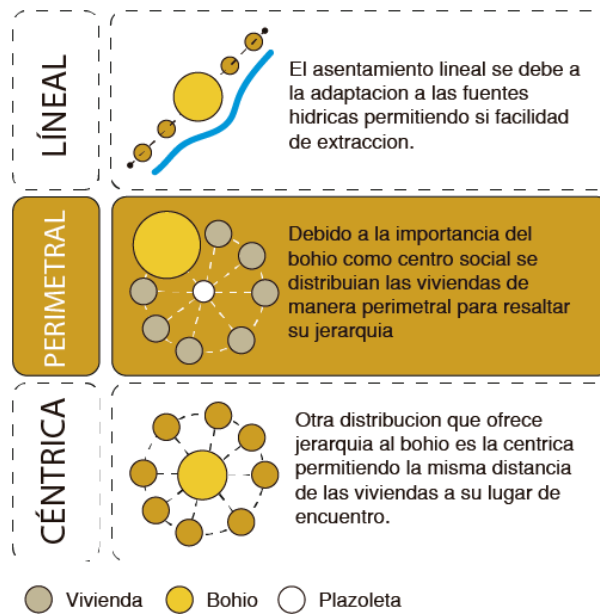 LÍNEAL
El asentamiento lineal se debe a
la adaptacion a las fuentes
hidricas permitiendo si facilidad
de extraccion.
PERIMETRAL
Debido a la importancia del
bohio como centro social se
distribuian las viviendas de
manera perimetral para resaltar
su jerarquia
CÉNTRICA
Otra distribucion que ofrece
jerarquia al bohio es la centrica
permitiendo la misma distancia
de las viviendas a su lugar de
encuentro.
Vivienda Bohio Plazoleta